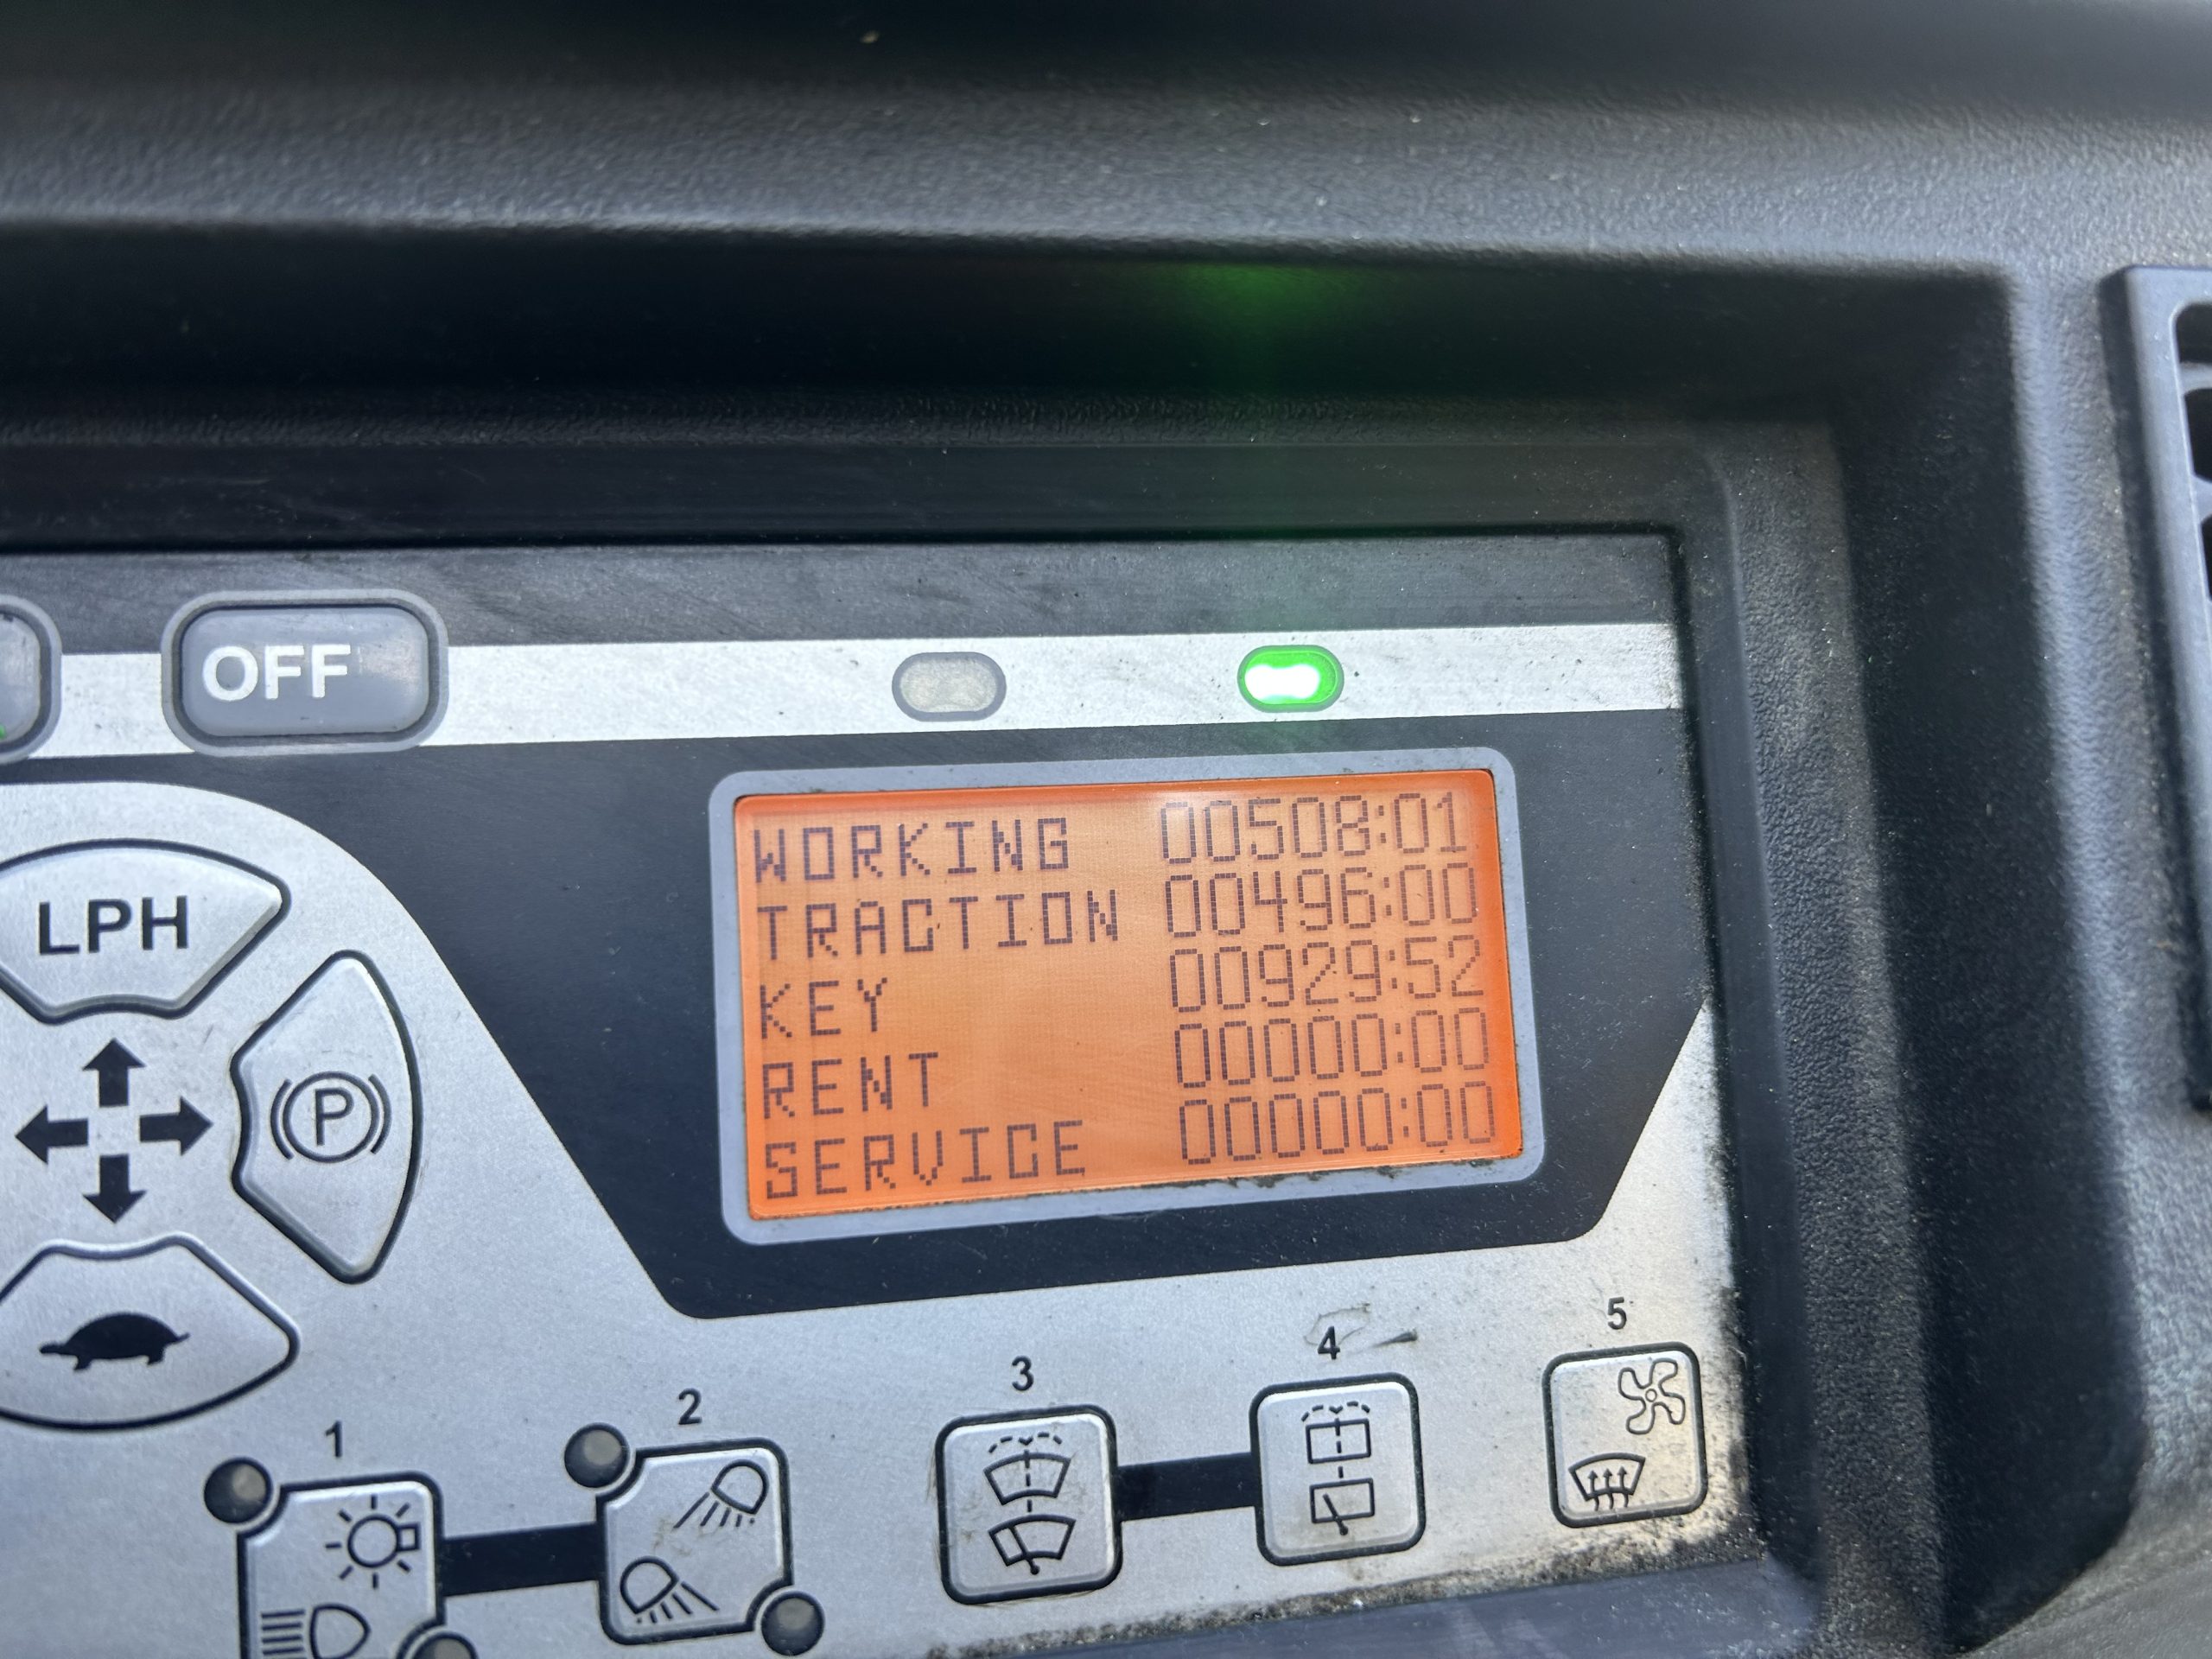 OFF
WORKING 00508:01
TRACTION 00496:00
KEY 00929:52
RENT 00000:00
SERVICE 00000:00
LPH
P
1
2
3
4
5